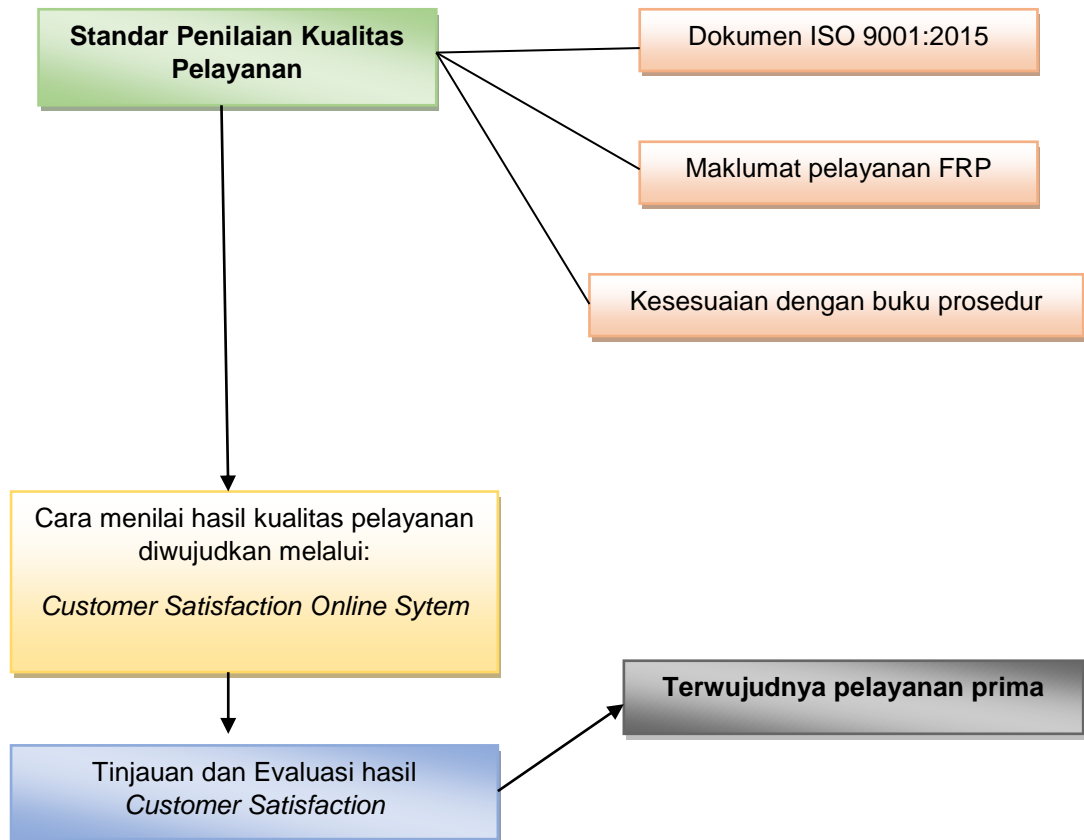 Standar Penilaian Kualitas
Pelayanan
Dokumen ISO 9001:2015
Maklumat pelayanan FRP
Kesesuaian dengan buku prosedur
Cara menilai hasil kualitas pelayanan
diwujudkan melalui:
Customer Satisfaction Online Sytem
Terwujudnya pelayanan prima
Tinjauan dan Evaluasi hasil
Customer Satisfaction